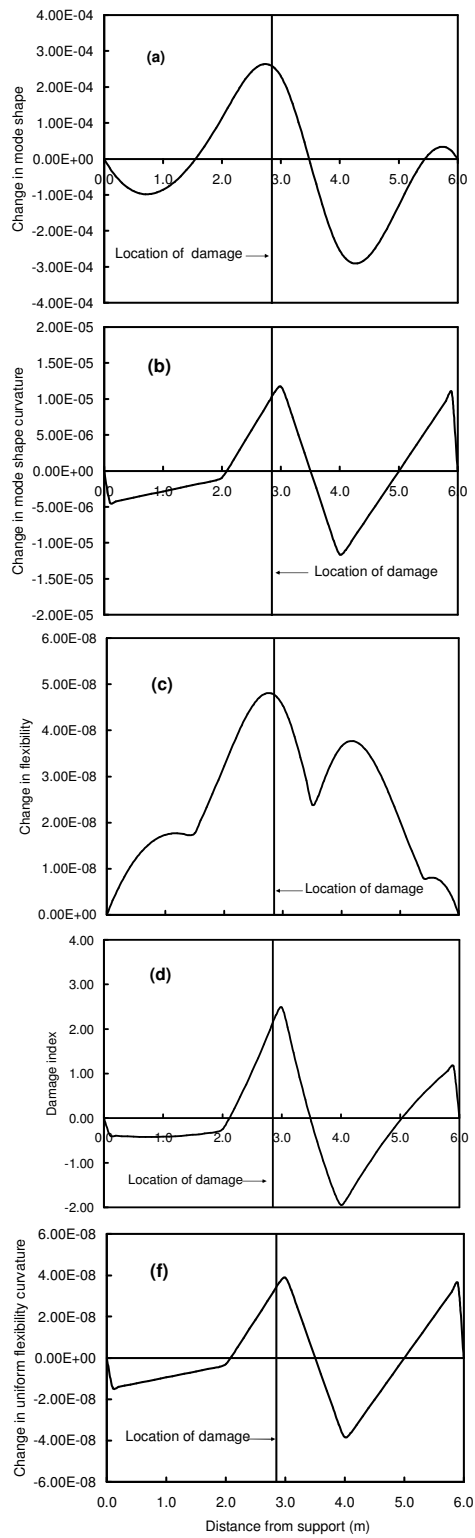 4.00E-04
3.00E-04
2.00E-04
1.00E-04
0.00E+00
-1.00E-04
-2.00E-04
-3.00E-04
-4.00E-04
Change in mode shape
(a)
0.0 1.0 2.0 3.0 4.0 5.0 6.0
Location of damage
2.00E-05
1.50E-05
1.00E-05
5.00E-06
0.00E+00
-5.00E-06
-1.00E-05
-1.50E-05
-2.00E-05
Change in mode shape curvature
(b)
0.0 1.0 2.0 3.0 4.0 5.0 6.0
Location of damage
6.00E-08
5.00E-08
4.00E-08
3.00E-08
2.00E-08
1.00E-08
0.00E+00
Change in flexibility
(c)
Location of damage
4.00
3.00
2.00
1.00
0.00
-1.00
-2.00
Damage index
(d)
0.0 1.0 2.0 3.0 4.0 5.0 6.0
Location of damage
6.00E-08
4.00E-08
2.00E-08
0.00E+00
-2.00E-08
-4.00E-08
-6.00E-08
Change in uniform flexibility curvature
(f)
Location of damage
0.0 1.0 2.0 3.0 4.0 5.0 6.0
Distance from support (m)